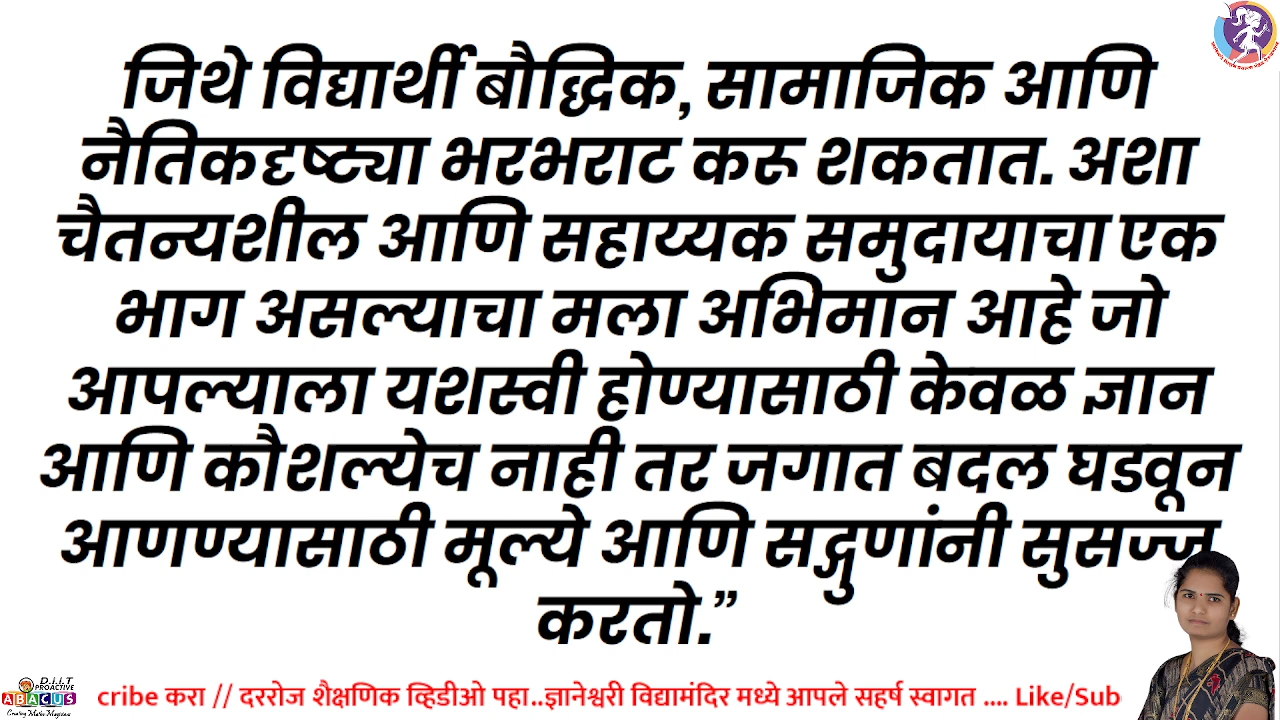 जिथे विद्यार्थी बौद्धिक, सामाजिक आणि
नैतिकदृष्ट्या भरभराट करू शकतात. अशा
चैतन्यशील आणि सहाय्यक समुदायाचा एक
भाग असल्याचा मला अभिमान आहे जो
आपल्याला यशस्वी होण्यासाठी केवळ ज्ञान
आणि कौशल्येच नाही तर जगात बदल घडवून
आणण्यासाठी मूल्ये आणि सद्गुणांनी सुसज्ज
करतो.”
D.I.I.T
PROACTIVE
ABACUS
cribe करा // दररोज शैक्षणिक व्हिडीओ पहा..ज्ञानेश्वरी विद्यामंदिर मध्ये आपले सहर्ष स्वागत .... Like/Sub